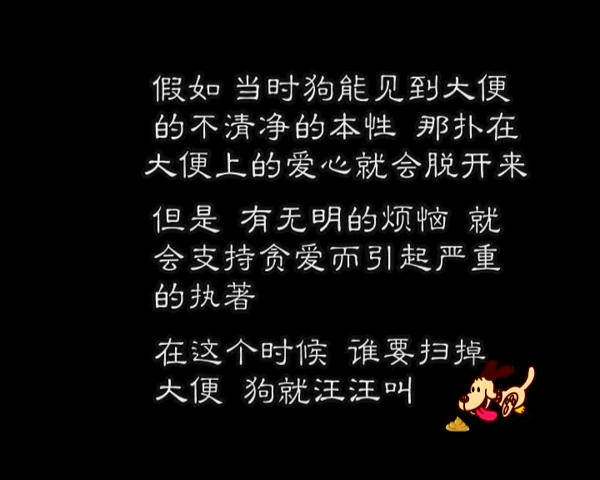 假如 当时狗能见到大便
的不清净的本性 那扑在
大便上的爱心就会脱开来
但是 有无明的烦恼 就
会支持贪爱而引起严重
的执著
在这个时候 谁要扫掉
大便 狗就汪汪叫